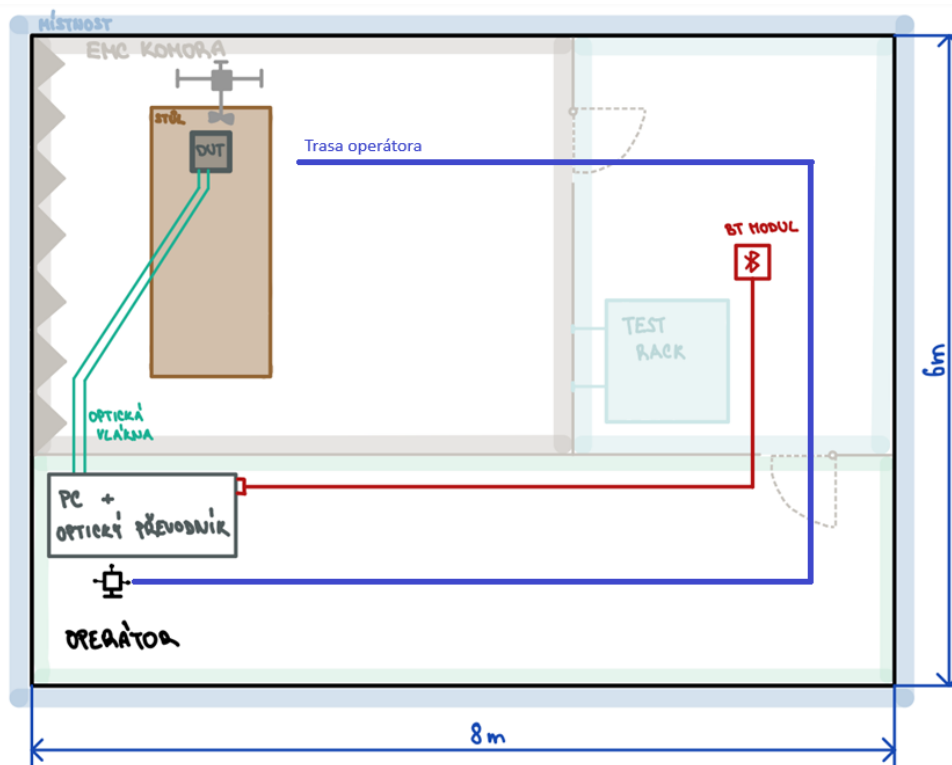 MÍSTNOST
EMC KOMORA
STŮL
DUT
Trasa operátora
BT MODUL
TEST
RACK
OPTICKÁ
VLÁKNA
PC +
OPTICKÝ PŘEVODNÍK
OPERÁTOR
6m
8m